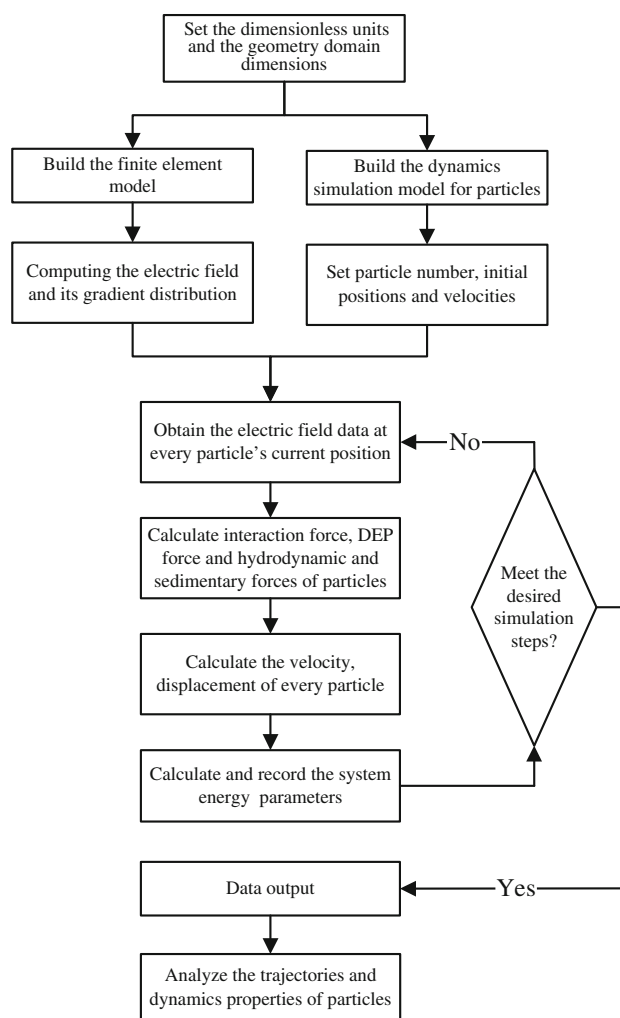 Set the dimensionless units
and the geometry domain
dimensions
Build the finite element
model
Build the dynamics
simulation model for particles
Computing the electric field
and its gradient distribution
Set particle number, initial
positions and velocities
Obtain the electric field data at
every particle's current position
No
Calculate interaction force, DEP
force and hydrodynamic and
sedimentary forces of particles
Meet the
desired
simulation
steps?
Calculate the velocity,
displacement of every particle
Calculate and record the system
energy parameters
Data output
Yes
Analyze the trajectories and
dynamics properties of particles